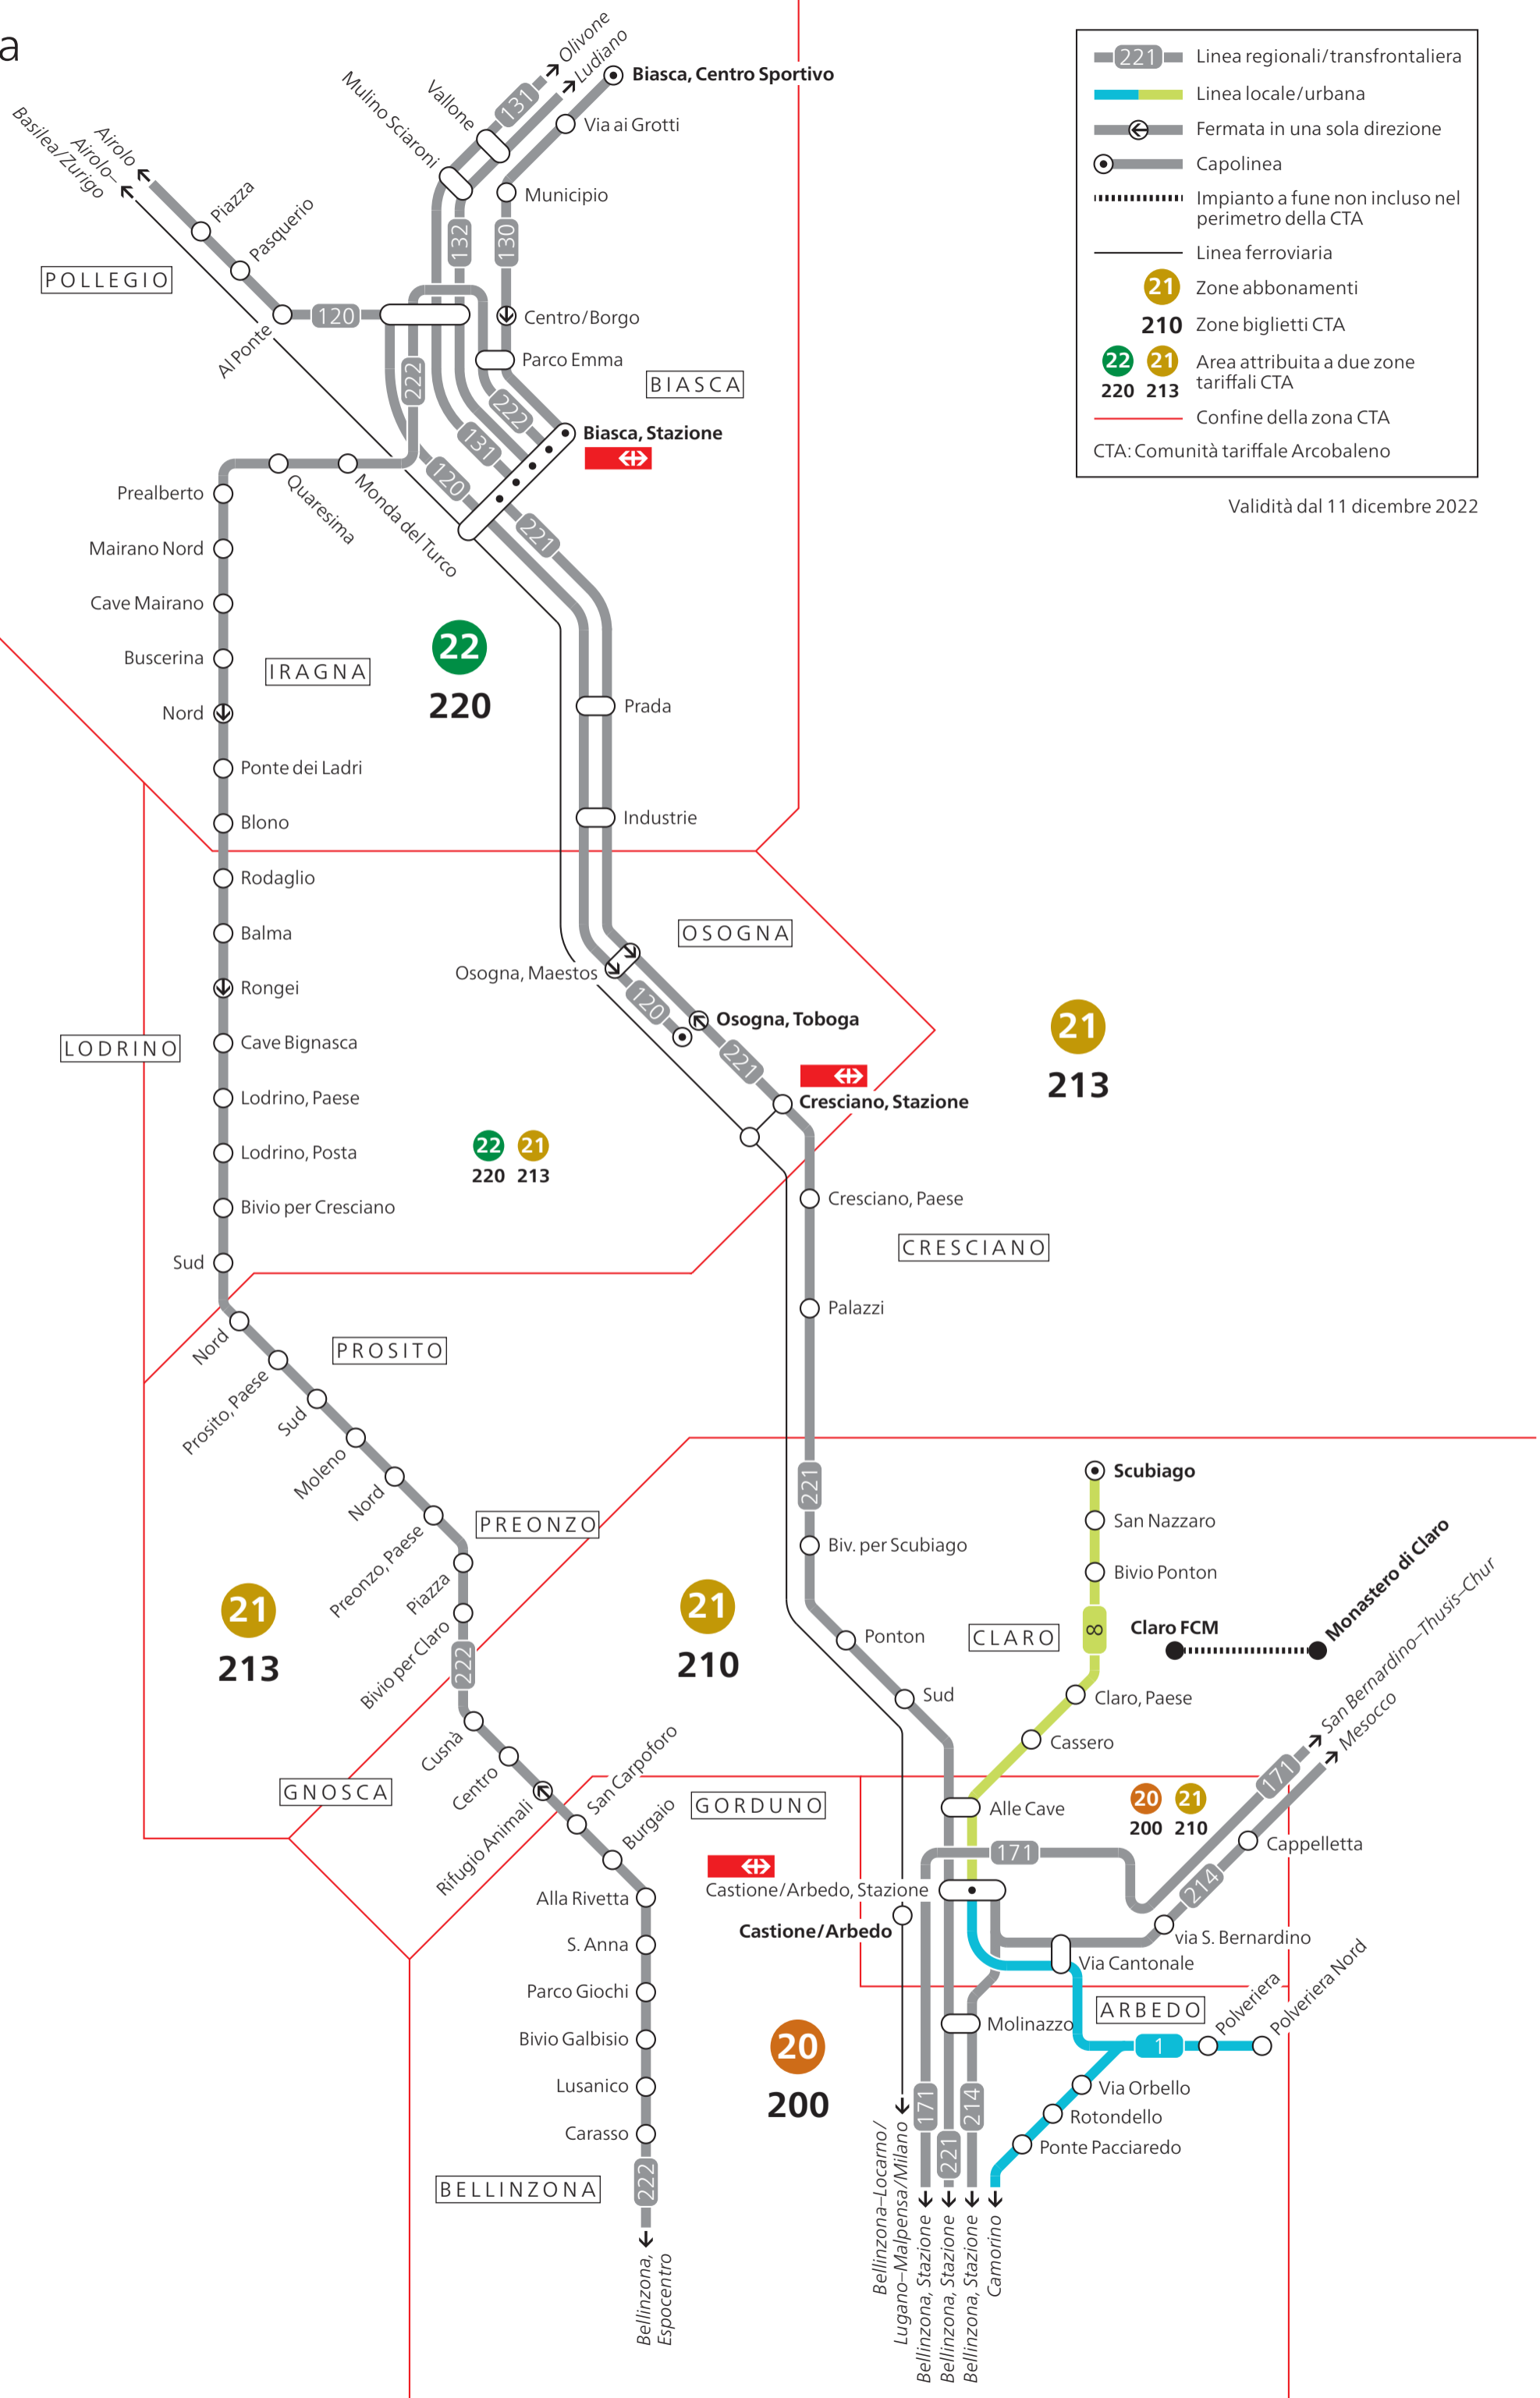 a
221 Linea regionali/transfrontaliera
Linea locale/urbana
Fermata in una sola direzione
Capolinea
Impianto a fune non incluso nel
perimetro della CTA
Linea ferroviaria
21 Zone abbonamenti
210 Zone biglietti CTA
22 21 Area attribuita a due zone
220 213 tariffali CTA
Confine della zona CTA
CTA: Comunità tariffale Arcobaleno
Validità dal 11 dicembre 2022
Olivone
Ludiano
131
Biasca, Centro Sportivo
Vallone
Mulino Sciaroni
Via ai Grotti
Municipio
132
130
Airolo
Airolo–
Basilea/Zurigo
Piazza
Pasquerio
POLLEGIO
Al Ponte
120
Centro/Borgo
Parco Emma
BIASCA
222
222
131
120
Biasca, Stazione
221
Quaresima
Monda del Turco
Prealberto
Mairano Nord
Cave Mairano
Buscerina
IRAGNA
22
220
Nord
Prada
Ponte dei Ladri
Blono
Industrie
Rodaglio
Balma
OSOGNA
Osogna, Maestos
Rongei
120
Osogna, Toboga
21
213
LODRINO
Cave Bignasca
221
Lodrino, Paese
Cresciano, Stazione
Lodrino, Posta
22 21
220 213
Bivio per Cresciano
Cresciano, Paese
CRESCIANO
Sud
Palazzi
Nord
PROSITO
Prosito, Paese
Sud
Moleno
Nord
PREONZO
Preonzo, Paese
Piazza
Bivio per Claro
21
213
222
21
210
221
Scubiago
San Nazzaro
Biv. per Scubiago
Bivio Ponton
Ponton
CLARO
8
Claro FCM
Monastero di Claro
Sud
Claro, Paese
Cassero
San Bernardino–Thusis–Chur
Mesocco
171
Cusnà
GNOSCA
Centro
Rifugio Animali
San Carpoforo
Burgaio
GORDUNO
Alle Cave
20 21
200 210
Cappelletta
171
214
Castione/Arbedo, Stazione
Castione/Arbedo
Alla Rivetta
S. Anna
via S. Bernardino
Via Cantonale
Parco Giochi
ARBEDO
Molinazzo
Polveriera
Polveriera Nord
1
Bivio Galbisio
20
200
Lusanico
Via Orbello
Rotondello
Carasso
Ponte Pacciaredo
171
221
214
BELLINZONA
222
Bellinzona,
Espocentro
Bellinzona–Locarno/
Lugano–Malpensa/Milano
Bellinzona, Stazione
Bellinzona, Stazione
Bellinzona, Stazione
Camorino